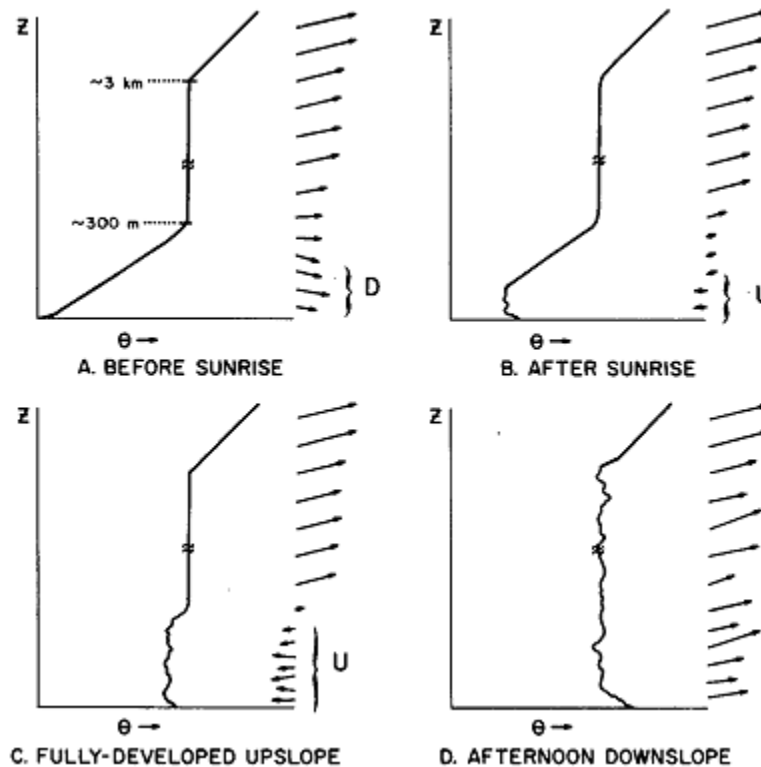 Z
Z
~3 km
~300 m
} D
} U
θ →
θ →
A. BEFORE SUNRISE
B. AFTER SUNRISE
Z
Z
} U
θ →
θ →
C. FULLY-DEVELOPED UPSLOPE
D. AFTERNOON DOWNSLOPE